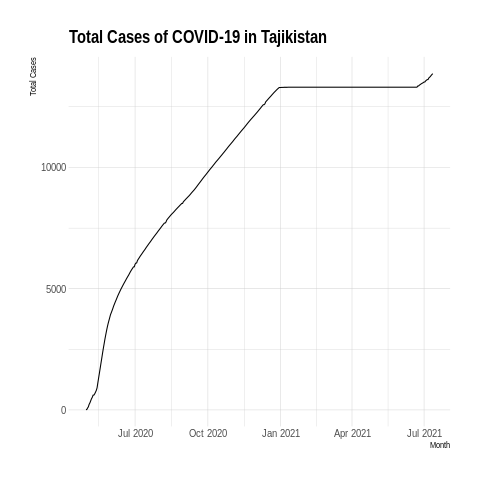 Total Cases of COVID-19 in Tajikistan
Total Cases
10000
5000
0
Jul 2020 Oct 2020 Jan 2021 Apr 2021 Jul 2021
Month